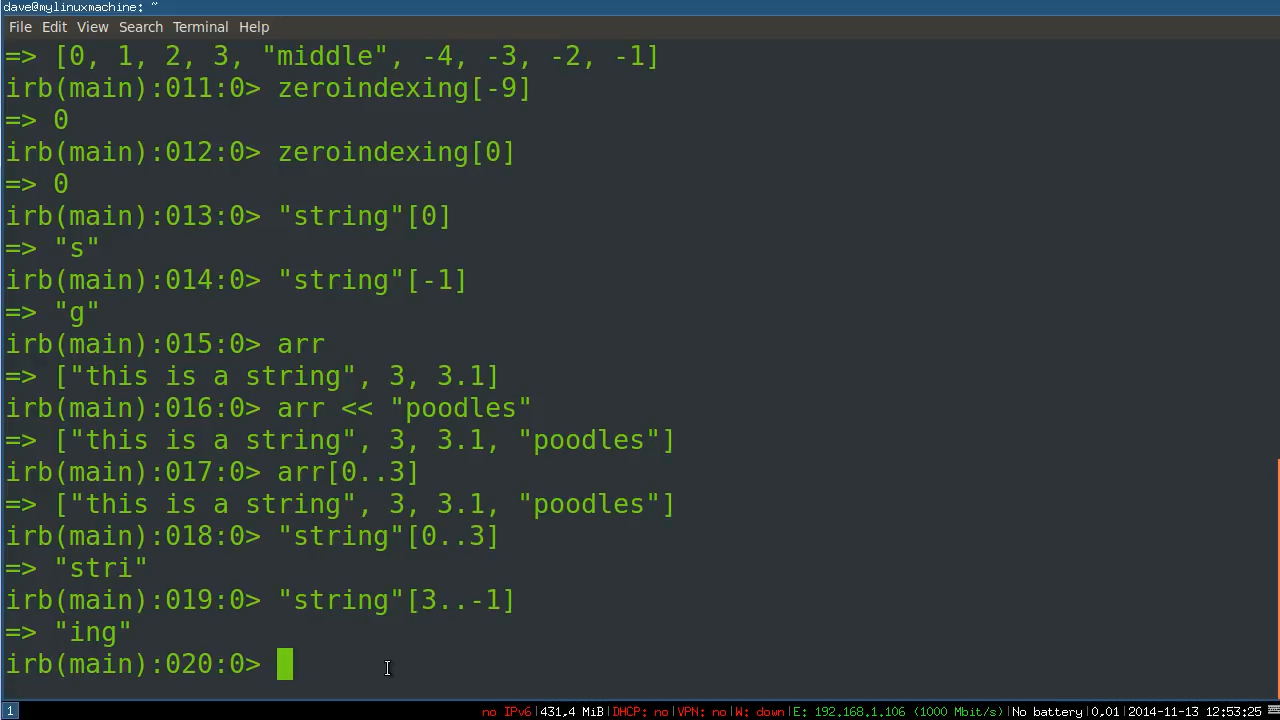 dave@mylinuxmachine: ~
File Edit View Search Terminal Help
=> [0, 1, 2, 3, "middle", -4, -3, -2, -1]
irb(main):011:0> zeroindexing[-9]
=> 0
irb(main):012:0> zeroindexing[0]
=> 0
irb(main):013:0> "string"[0]
=> "s"
irb(main):014:0> "string"[-1]
=> "g"
irb(main):015:0> arr
=> ["this is a string", 3, 3.1]
irb(main):016:0> arr << "poodles"
=> ["this is a string", 3, 3.1, "poodles"]
irb(main):017:0> arr[0..3]
=> ["this is a string", 3, 3.1, "poodles"]
irb(main):018:0> "string"[0..3]
=> "stri"
irb(main):019:0> "string"[3..-1]
=> "ing"
irb(main):020:0>
1 no IPv6|431,4 MiB|DHCP: no|VPN: no|W: down|E: 192.168.1.106 (1000 Mbit/s)|No battery|0,01|2014-11-13 12:53:25